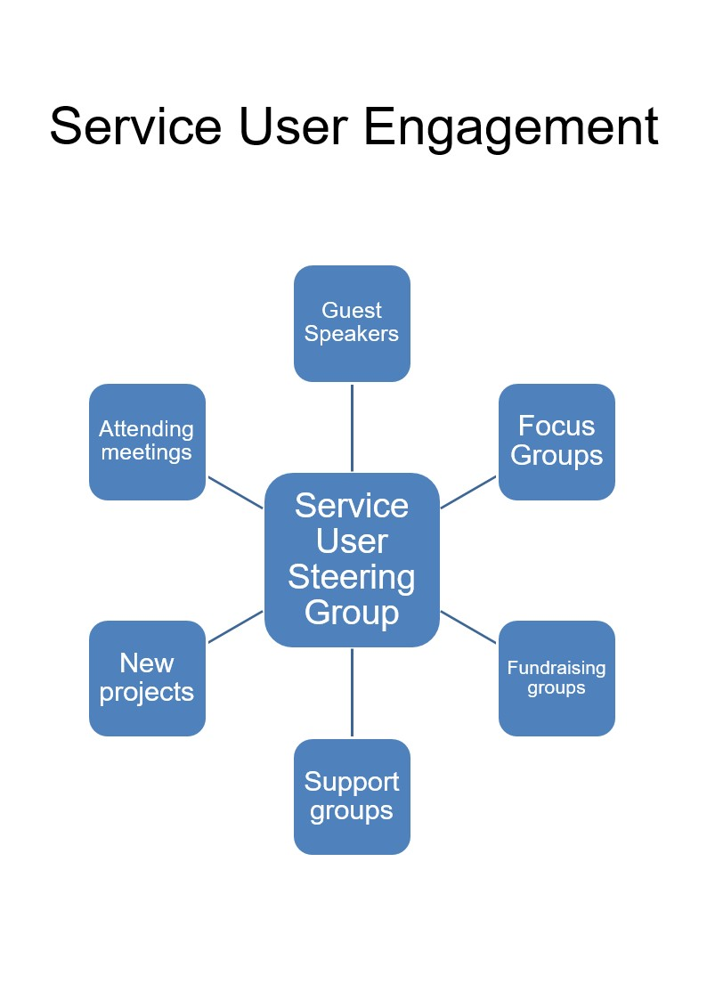 Service User Engagement
Guest
Speakers
Attending
meetings
Focus
Groups
Service
User
Steering
Group
New
projects
Fundraising
groups
Support
groups